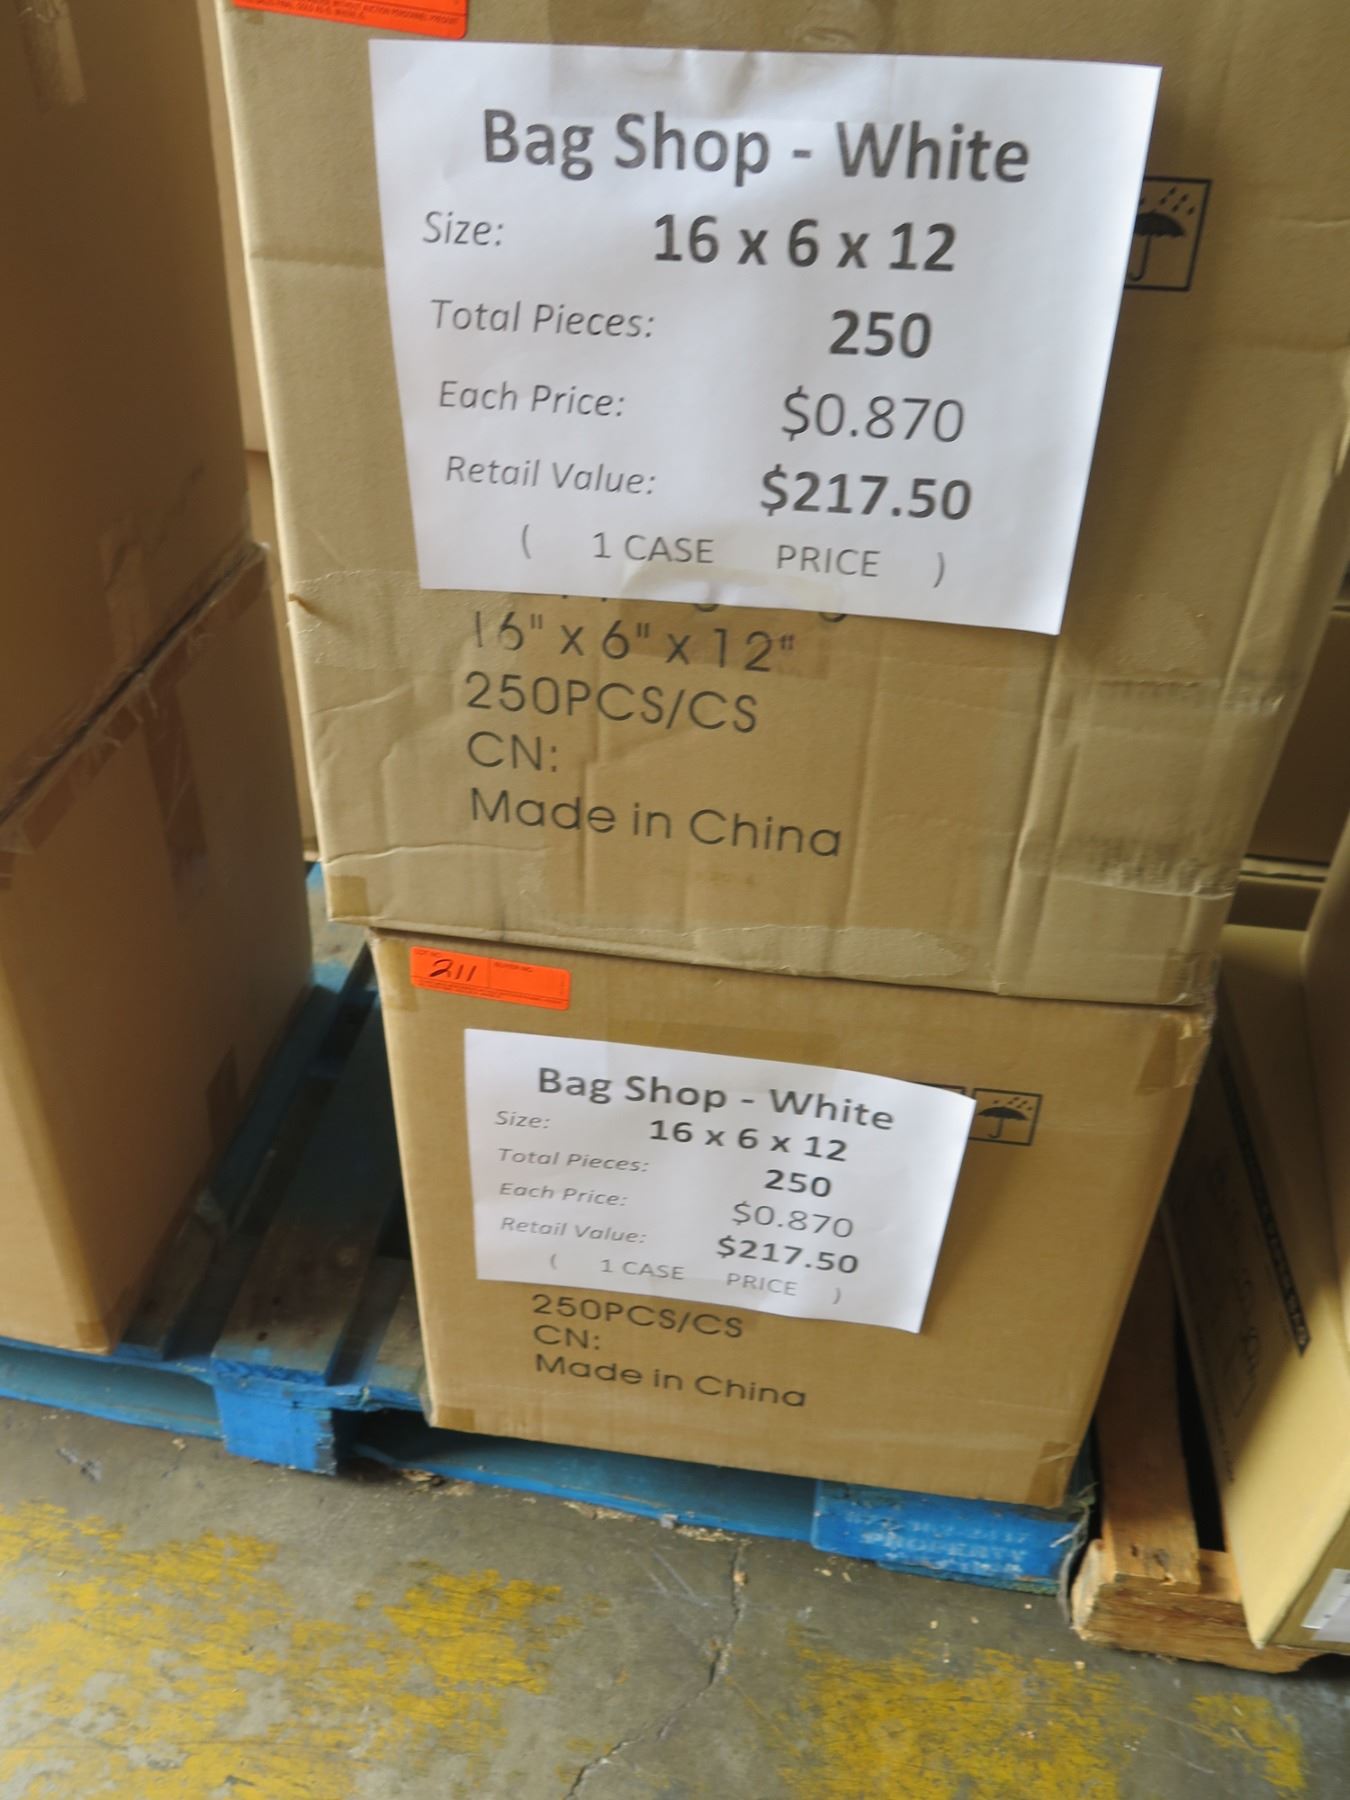 Bag Shop - White
Size: 16 x 6 x 12
Total Pieces: 250
Each Price: $0.870
Retail Value: $217.50
( 1 CASE PRICE )
16" x 6" x 12"
250PCS/CS
CN:
Made in China
211
Bag Shop - White
Size: 16 x 6 x 12
Total Pieces: 250
Each Price: $0.870
Retail Value: $217.50
( 1 CASE PRICE )
250PCS/CS
CN:
Made in China
PROPERTY